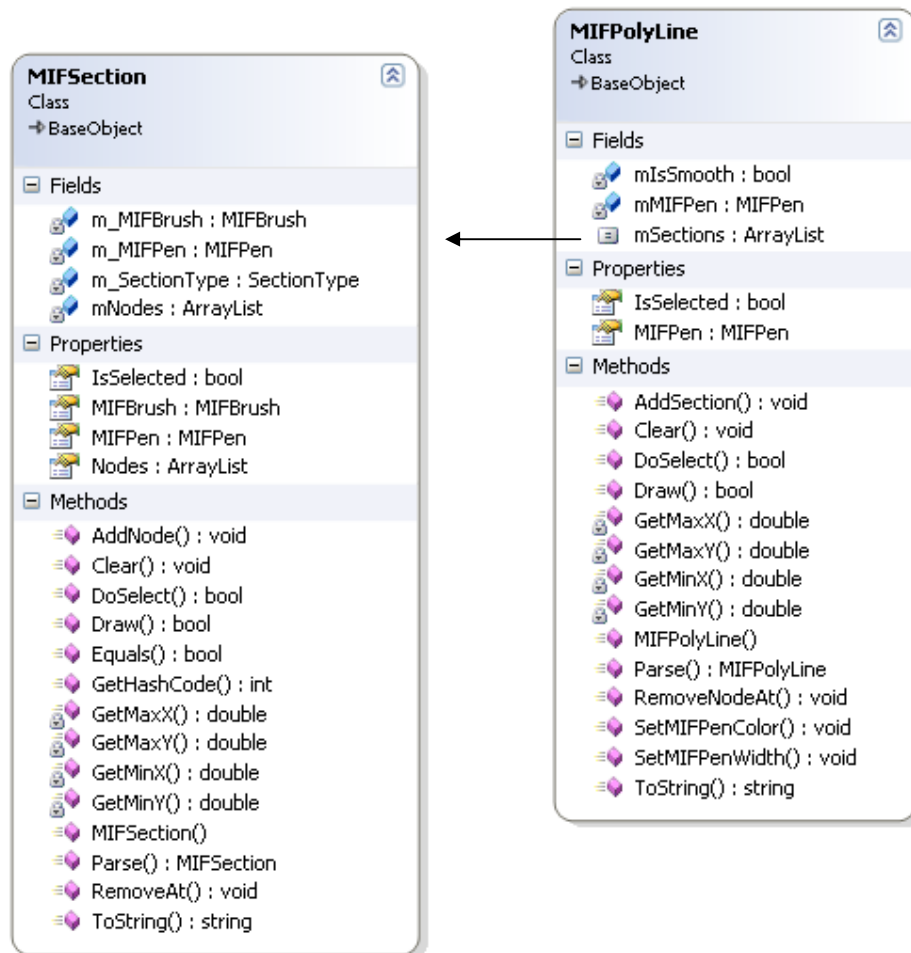 MIFSection
Class
BaseObject
Fields
m_MIFBrush : MIFBrush
m_MIFPen : MIFPen
m_SectionType : SectionType
mNodes : ArrayList
Properties
IsSelected : bool
MIFBrush : MIFBrush
MIFPen : MIFPen
Nodes : ArrayList
Methods
AddNode() : void
Clear() : void
DoSelect() : bool
Draw() : bool
Equals() : bool
GetHashCode() : int
GetMaxX() : double
GetMaxY() : double
GetMinX() : double
GetMinY() : double
MIFSection()
Parse() : MIFSection
RemoveAt() : void
ToString() : string
MIFPolyLine
Class
BaseObject
Fields
mIsSmooth : bool
mMIFPen : MIFPen
mSections : ArrayList
Properties
IsSelected : bool
MIFPen : MIFPen
Methods
AddSection() : void
Clear() : void
DoSelect() : bool
Draw() : bool
GetMaxX() : double
GetMaxY() : double
GetMinX() : double
GetMinY() : double
MIFPolyLine()
Parse() : MIFPolyLine
RemoveNodeAt() : void
SetMIFPenColor() : void
SetMIFPenWidth() : void
ToString() : string